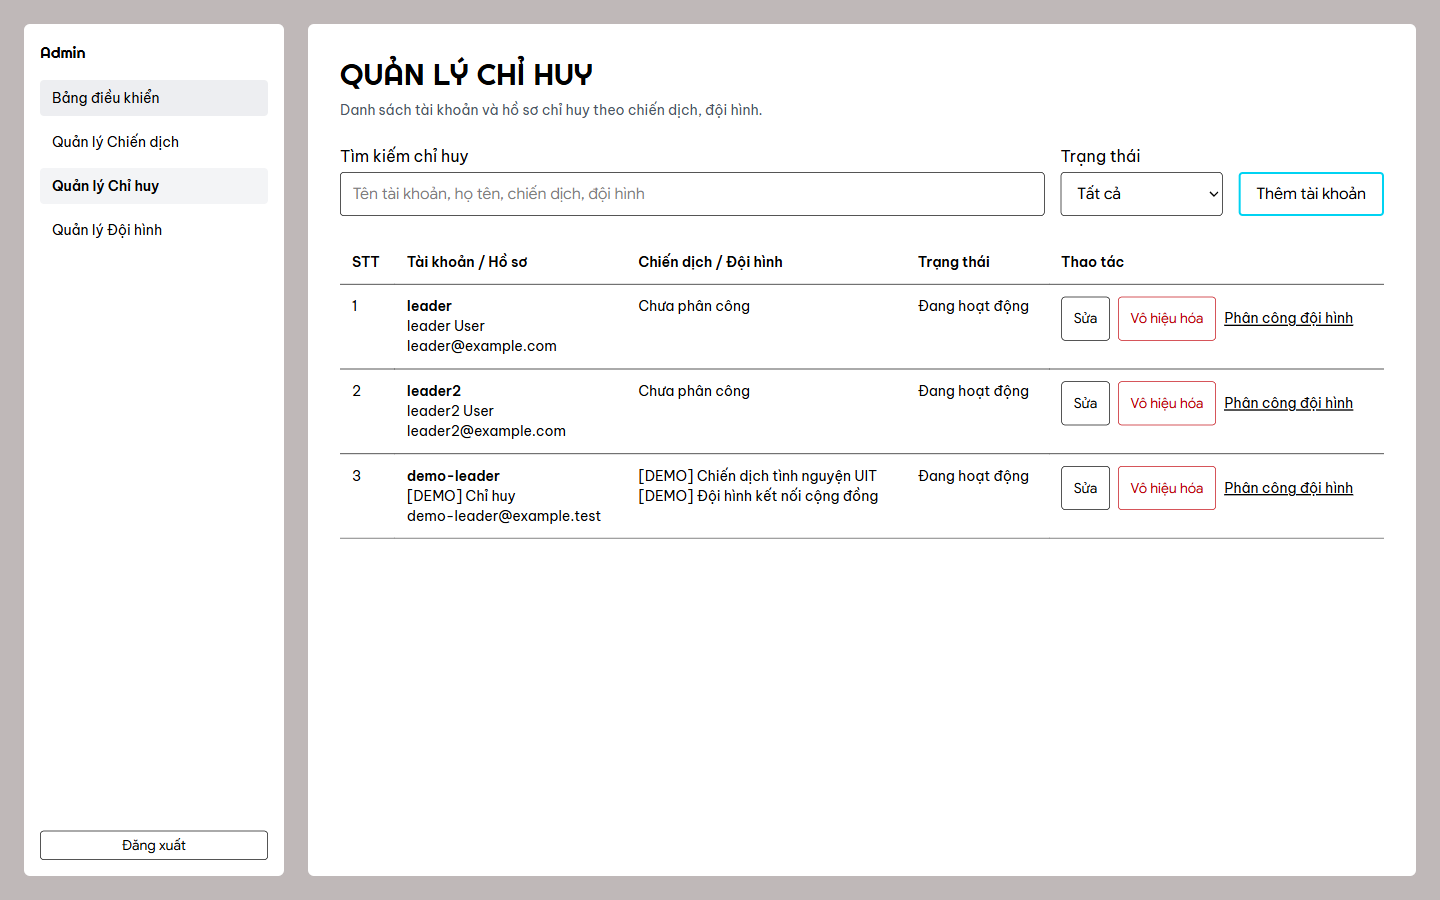 Admin
Bảng điều khiển
Quản lý Chiến dịch
Quản lý Chỉ huy
Quản lý Đội hình
Đăng xuất
QUẢN LÝ CHỈ HUY
Danh sách tài khoản và hồ sơ chỉ huy theo chiến dịch, đội hình.
Tìm kiếm chỉ huy
Tên tài khoản, họ tên, chiến dịch, đội hình
Trạng thái
Tất cả
Thêm tài khoản
STT Tài khoản / Hồ sơ Chiến dịch / Đội hình Trạng thái Thao tác
1 leader Chưa phân công Đang hoạt động Sửa Vô hiệu hóa Phân công đội hình
leader User
leader@example.com
2 leader2 Chưa phân công Đang hoạt động Sửa Vô hiệu hóa Phân công đội hình
leader2 User
leader2@example.com
3 demo-leader [DEMO] Chiến dịch tình nguyện UIT Đang hoạt động Sửa Vô hiệu hóa Phân công đội hình
[DEMO] Chỉ huy [DEMO] Đội hình kết nối cộng đồng
demo-leader@example.test